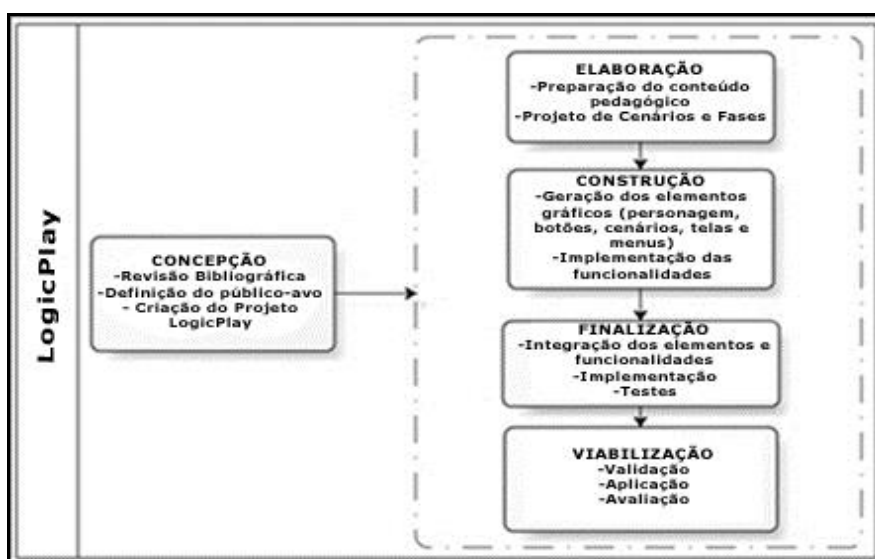 LogicPlay
CONCEPÇÃO
-Revisão Bibliográfica
-Definição do público-avo
- Criação do Projeto
LogicPlay
ELABORAÇÃO
-Preparação do conteúdo
pedagógico
-Projeto de Cenários e Fases
CONSTRUÇÃO
-Geração dos elementos
gráficos (personagem,
botões, cenários, telas e
menus)
-Implementação das
funcionalidades
FINALIZAÇÃO
-Integração dos elementos e
funcionalidades
-Implementação
-Testes
VIABILIZAÇÃO
-Validação
-Aplicação
-Avaliação